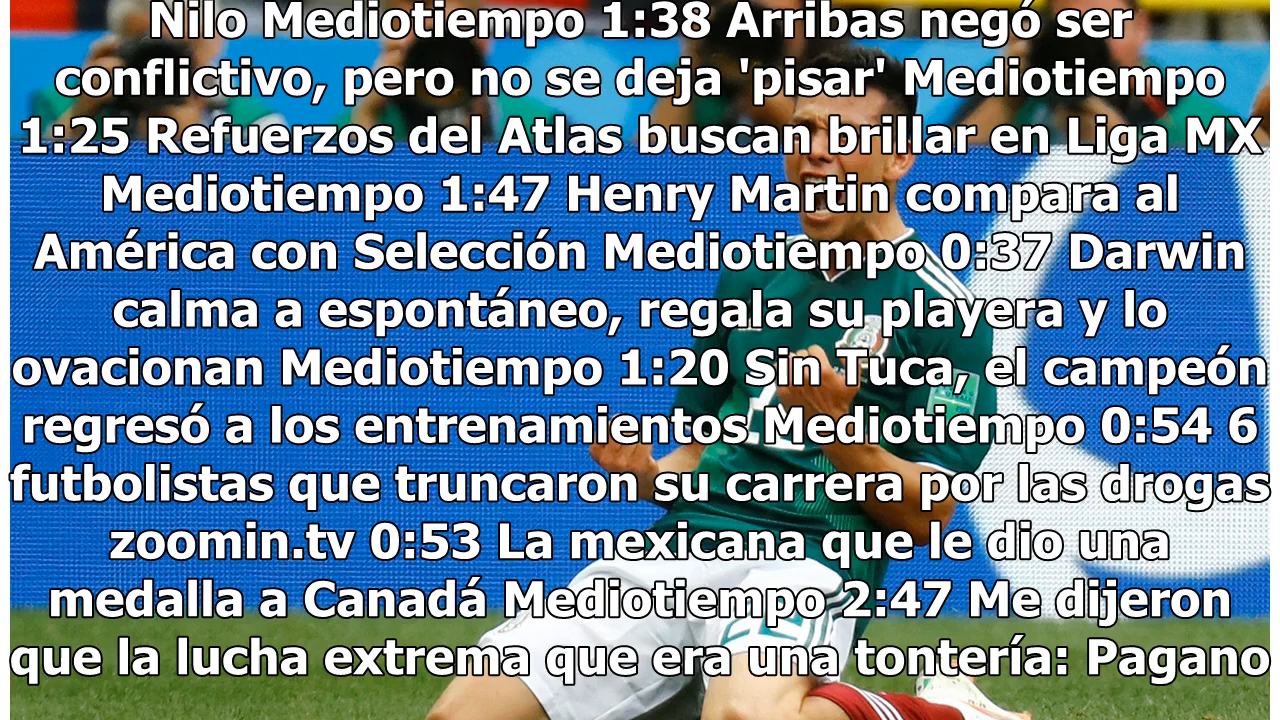 Nilo Mediotiempo 1:38 Arribas negó ser
conflictivo, pero no se deja 'pisar' Mediotiempo
1:25 Refuerzos del Atlas buscan brillar en Liga MX
Mediotiempo 1:47 Henry Martin compara al
América con Selección Mediotiempo 0:37 Darwin
calma a espontáneo, regala su playera y lo
ovacionan Mediotiempo 1:20 Sin Tuca, el campeón
regresó a los entrenamientos Mediotiempo 0:54 6
futbolistas que truncaron su carrera por las drogas
zoomin.tv 0:53 La mexicana que le dio una
medalla a Canadá Mediotiempo 2:47 Me dijeron
que la lucha extrema que era una tontería: Pagano